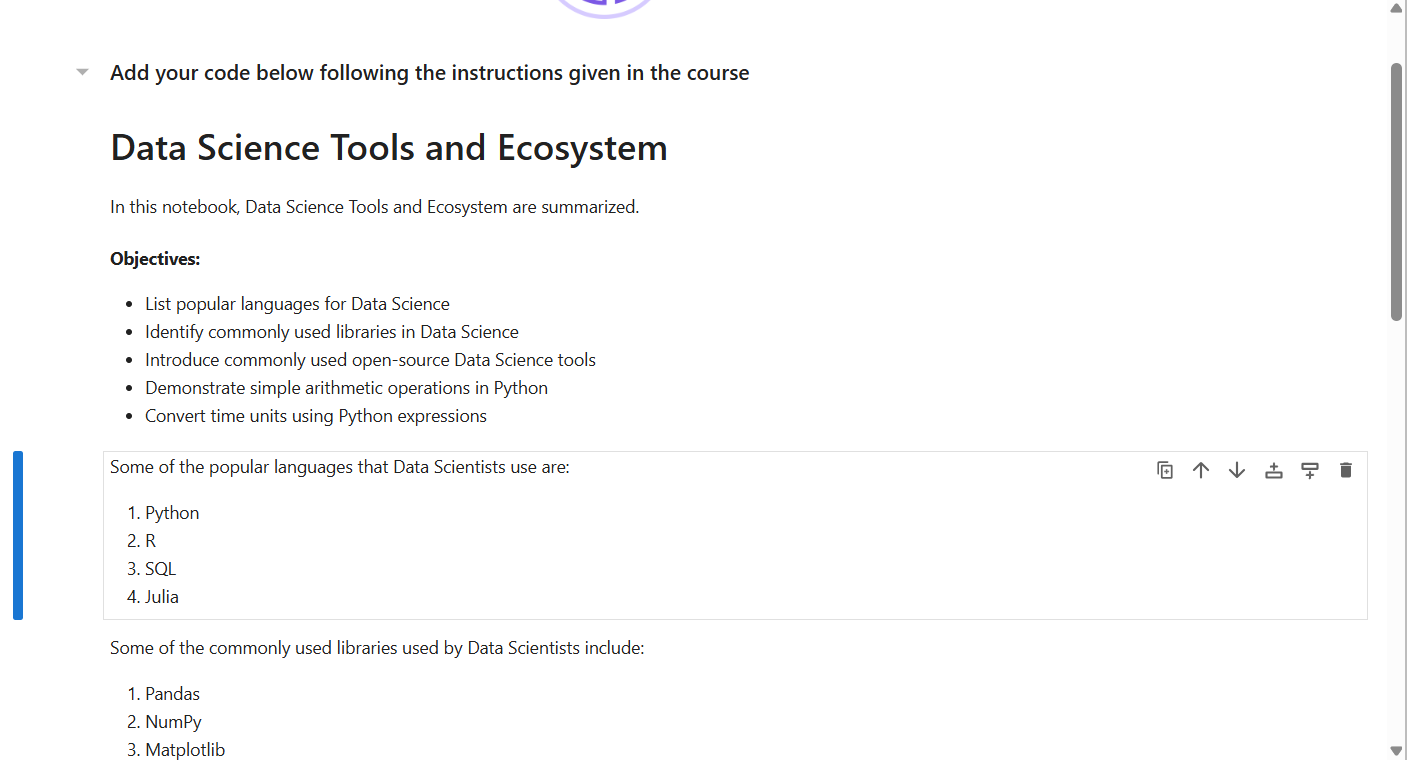 Add your code below following the instructions given in the course
Data Science Tools and Ecosystem
In this notebook, Data Science Tools and Ecosystem are summarized.
Objectives:
• List popular languages for Data Science
• Identify commonly used libraries in Data Science
• Introduce commonly used open-source Data Science tools
• Demonstrate simple arithmetic operations in Python
• Convert time units using Python expressions
Some of the popular languages that Data Scientists use are:
1. Python
2. R
3. SQL
4. Julia
Some of the commonly used libraries used by Data Scientists include:
1. Pandas
2. NumPy
3. Matplotlib